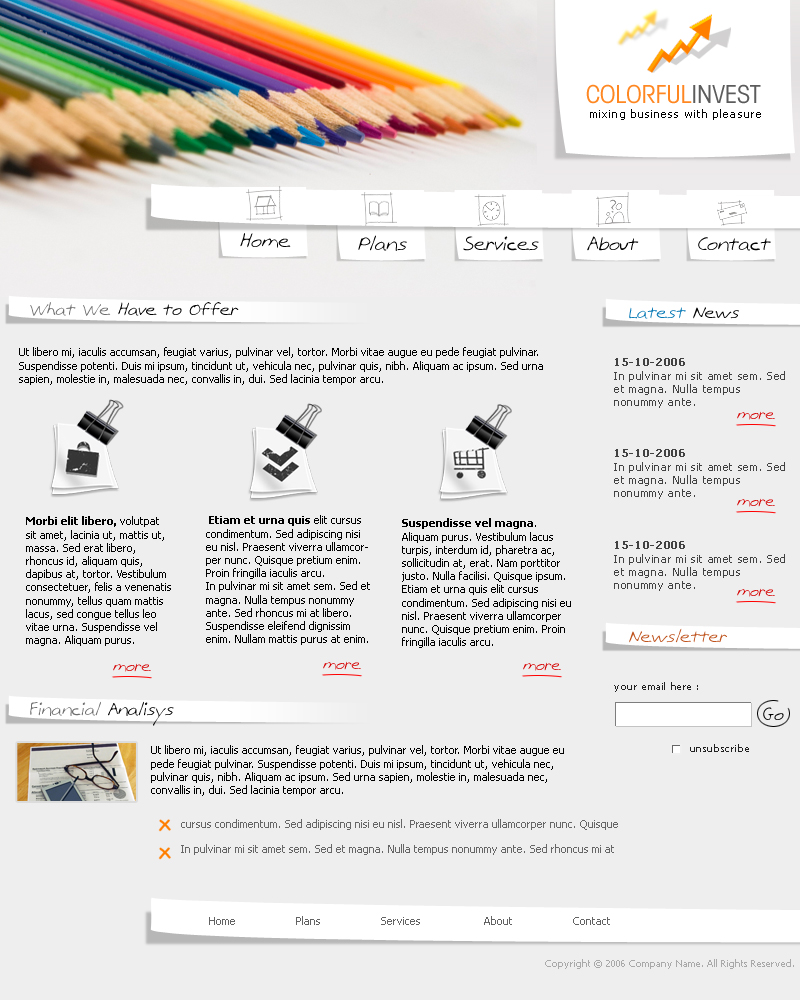 COLORFULINVEST
mixing business with pleasure
Home Plans Services About Contact
What We Have to Offer
Ut libero mi, iaculis accumsan, feugiat varius, pulvinar vel, tortor. Morbi vitae augue eu pede feugiat pulvinar.
Suspendisse potenti. Duis mi ipsum, tincidunt ut, vehicula nec, pulvinar quis, nibh. Aliquam ac ipsum. Sed urna
sapien, molestie in, malesuada nec, convallis in, dui. Sed lacinia tempor arcu.
Morbi elit libero, volutpat
sit amet, lacinia ut, mattis ut,
massa. Sed erat libero,
rhoncus id, aliquam quis,
dapibus at, tortor. Vestibulum
consectetuer, felis a venenatis
nonummy, tellus quam mattis
lacus, sed congue tellus leo
vitae urna. Suspendisse vel
magna. Aliquam purus.
more
Etiam et urna quis elit cursus
condimentum. Sed adipiscing nisi
eu nisl. Praesent viverra ullamcor-
per nunc. Quisque pretium enim.
Proin fringilla iaculis arcu.
In pulvinar mi sit amet sem. Sed et
magna. Nulla tempus nonummy
ante. Sed rhoncus mi at libero.
Suspendisse eleifend dignissim
enim. Nullam mattis purus at enim.
more
Suspendisse vel magna.
Aliquam purus. Vestibulum lacus
turpis, interdum id, pharetra ac,
sollicitudin at, erat. Nam porttitor
justo. Nulla facilisi. Quisque ipsum.
Etiam et urna quis elit cursus
condimentum. Sed adipiscing nisi eu
nisl. Praesent viverra ullamcorper
nunc. Quisque pretium enim. Proin
fringilla iaculis arcu.
more
Latest News
15-10-2006
In pulvinar mi sit amet sem. Sed
et magna. Nulla tempus
nonummy ante.
more
15-10-2006
In pulvinar mi sit amet sem. Sed
et magna. Nulla tempus
nonummy ante.
more
15-10-2006
In pulvinar mi sit amet sem. Sed
et magna. Nulla tempus
nonummy ante.
more
Newsletter
your email here :
Go
unsubscribe
Financial Analisys
Ut libero mi, iaculis accumsan, feugiat varius, pulvinar vel, tortor. Morbi vitae augue eu
pede feugiat pulvinar. Suspendisse potenti. Duis mi ipsum, tincidunt ut, vehicula nec,
pulvinar quis, nibh. Aliquam ac ipsum. Sed urna sapien, molestie in, malesuada nec,
convallis in, dui. Sed lacinia tempor arcu.
cursus condimentum. Sed adipiscing nisi eu nisl. Praesent viverra ullamcorper nunc. Quisque
In pulvinar mi sit amet sem. Sed et magna. Nulla tempus nonummy ante. Sed rhoncus mi at
Home Plans Services About Contact
Copyright © 2006 Company Name. All Rights Reserved.